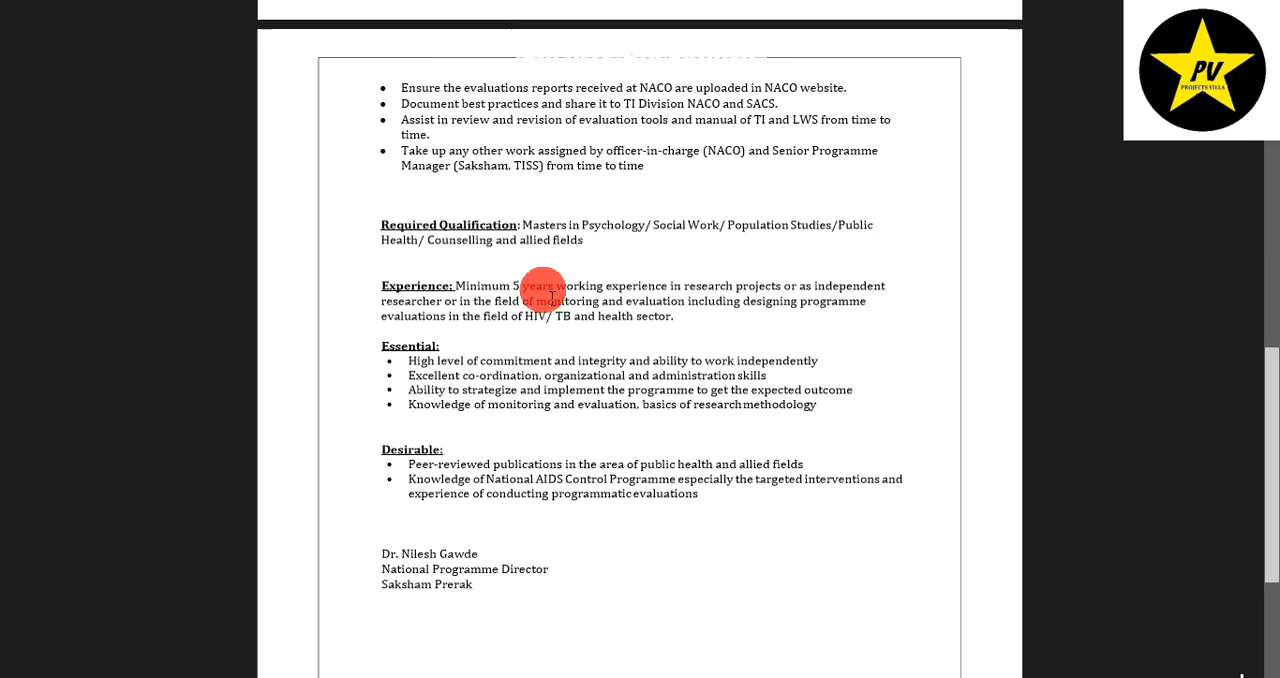 Ensure the evaluations reports received at NACO are uploaded in NACO website.
Document best practices and share it to TI Division NACO and SACS.
Assist in review and revision of evaluation tools and manual of TI and LWS from time to
time.
Take up any other work assigned by officer-in-charge (NACO) and Senior Programme
Manager (Saksham, TISS) from time to time
Required Qualification: Masters in Psychology/ Social Work/ Population Studies/Public
Health/ Counselling and allied fields
Experience: Minimum 5 years working experience in research projects or as independent
researcher or in the field of monitoring and evaluation including designing programme
evaluations in the field of HIV/ TB and health sector.
Essential:
High level of commitment and integrity and ability to work independently
Excellent co-ordination, organizational and administration skills
Ability to strategize and implement the programme to get the expected outcome
Knowledge of monitoring and evaluation, basics of research methodology
Desirable:
Peer-reviewed publications in the area of public health and allied fields
Knowledge of National AIDS Control Programme especially the targeted interventions and
experience of conducting programmatic evaluations
Dr. Nilesh Gawde
National Programme Director
Saksham Prerak
PV
PROJECTS VILLA